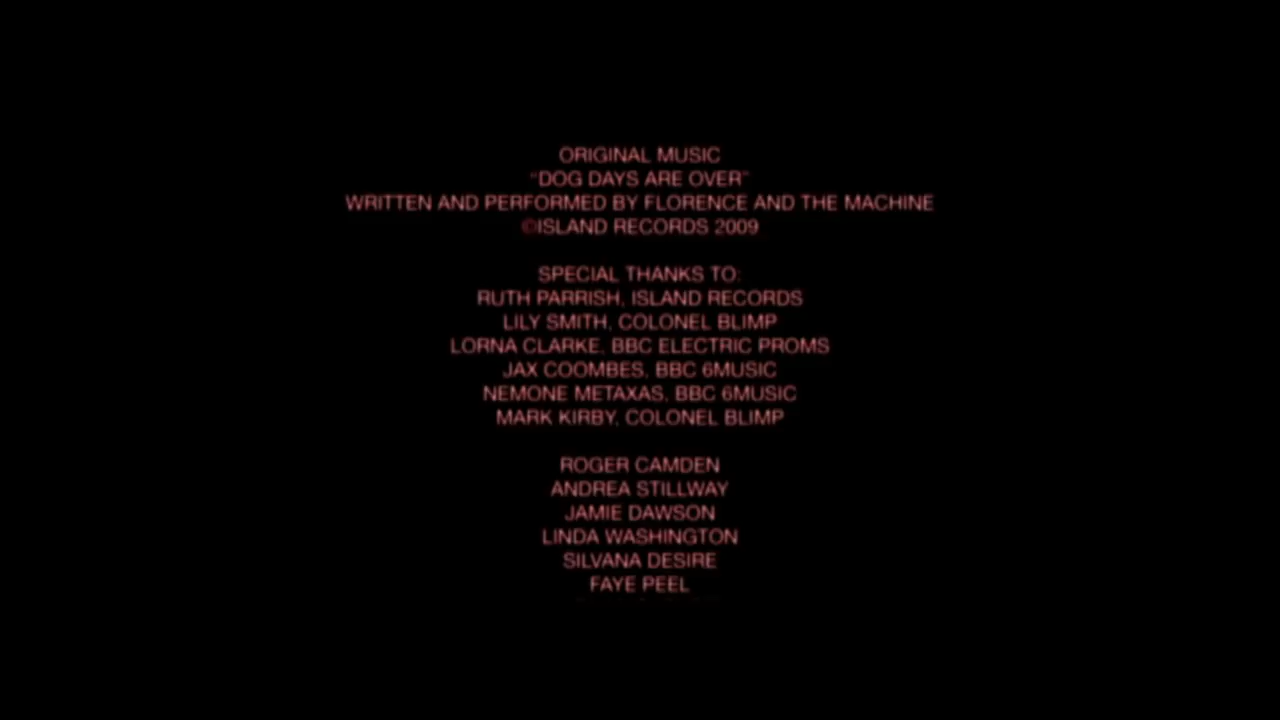 ORIGINAL MUSIC
“DOG DAYS ARE OVER”
WRITTEN AND PERFORMED BY FLORENCE AND THE MACHINE
©ISLAND RECORDS 2009
SPECIAL THANKS TO:
RUTH PARRISH, ISLAND RECORDS
LILY SMITH, COLONEL BLIMP
LORNA CLARKE, BBC ELECTRIC PROMS
JAX COOMBES, BBC 6MUSIC
NEMONE METAXAS, BBC 6MUSIC
MARK KIRBY, COLONEL BLIMP
ROGER CAMDEN
ANDREA STILLWAY
JAMIE DAWSON
LINDA WASHINGTON
SILVANA DESIRE
FAYE PEEL